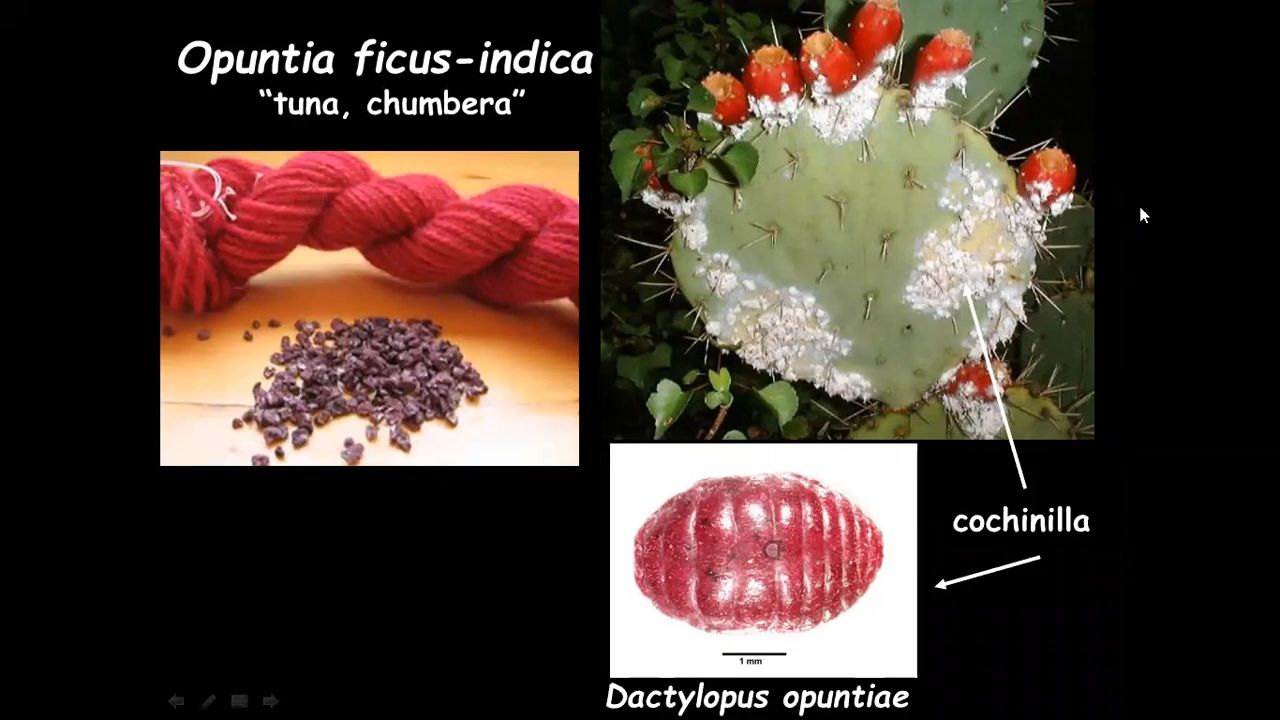 Opuntia ficus-indica
“tuna, chumbera”
cochinilla
1 mm
Dactylopus opuntiae